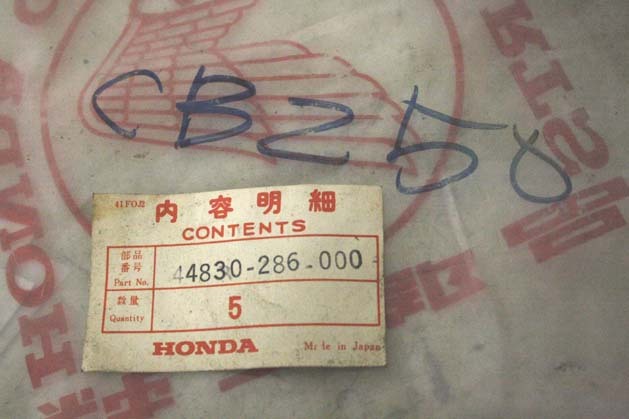 CB250
41FOJ2
内容明細
CONTENTS
部品
番号
Part No.
44830-286-000
数量
Quantity
5
HONDA
Made in Japan